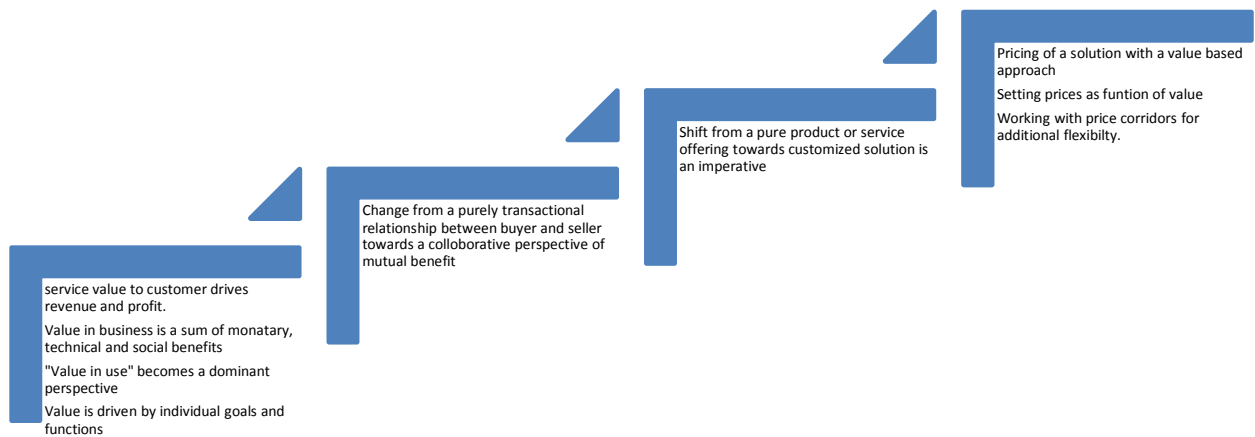 service value to customer drives
revenue and profit.
Value in business is a sum of monatary,
technical and social benefits
"Value in use" becomes a dominant
perspective
Value is driven by individual goals and
functions
Change from a purely transactional
relationship between buyer and seller
towards a colloborative perspective of
mutual benefit
Shift from a pure product or service
offering towards customized solution is
an imperative
Pricing of a solution with a value based
approach
Setting prices as funtion of value
Working with price corridors for
additional flexibilty.